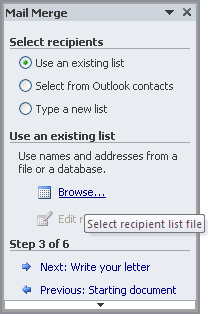 Mail Merge
Select recipients
Use an existing list
Select from Outlook contacts
Type a new list
Use an existing list
Use names and addresses from a
file or a database.
Browse...
Edit
Select recipient list file
Step 3 of 6
Next: Write your letter
Previous: Starting document